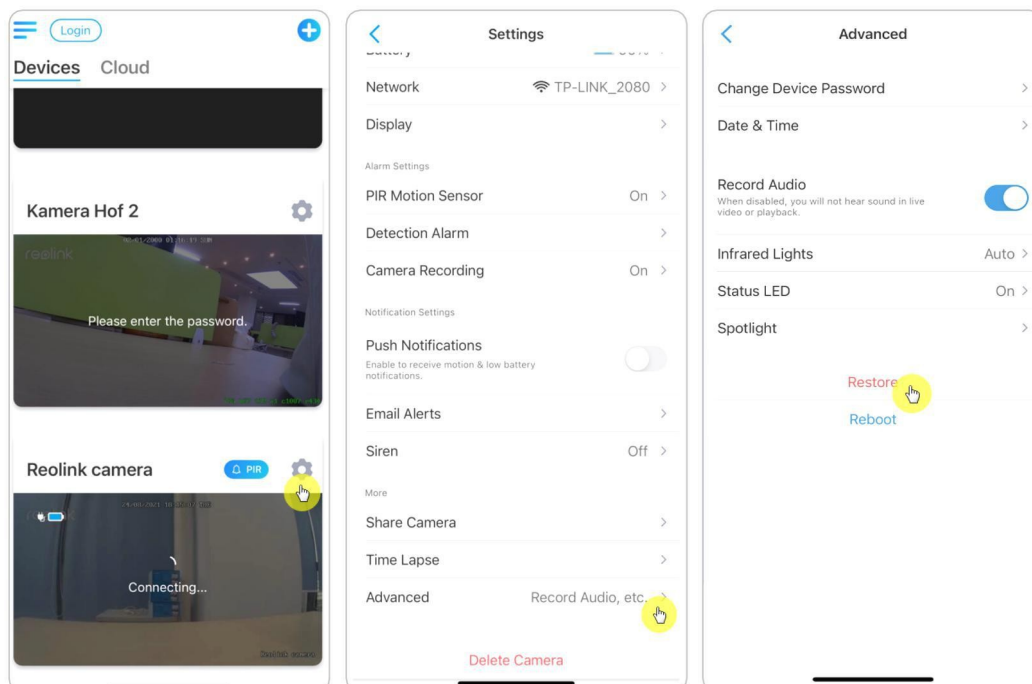 Login
Devices Cloud
Kamera Hof 2
reolink
Please enter the password.
Reolink camera
PIR
Connecting...
Reolink camera
Settings
Battery
Network TP-LINK_2080
Display
Alarm Settings
PIR Motion Sensor On
Detection Alarm
Camera Recording On
Notification Settings
Push Notifications
Enable to receive motion & low battery
notifications.
Email Alerts
Siren Off
More
Share Camera
Time Lapse
Advanced Record Audio, etc.
Delete Camera
Advanced
Change Device Password
Date & Time
Record Audio
When disabled, you will not hear sound in live
video or playback.
Infrared Lights Auto
Status LED On
Spotlight
Restore
Reboot